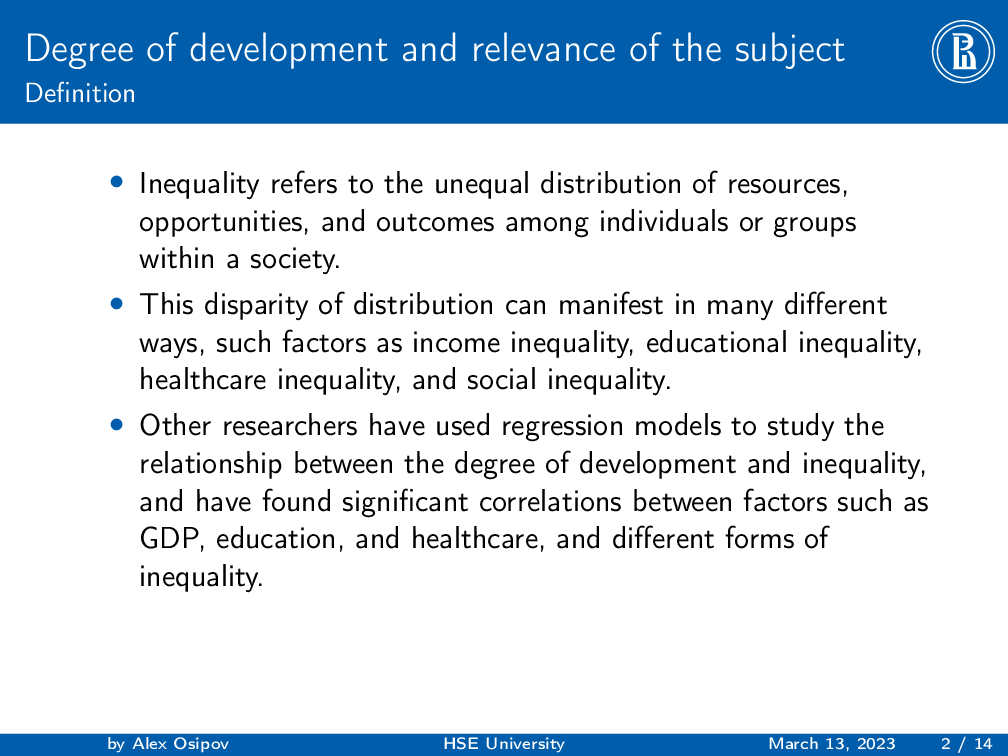 Degree of development and relevance of the subject
Definition
• Inequality refers to the unequal distribution of resources,
opportunities, and outcomes among individuals or groups
within a society.
• This disparity of distribution can manifest in many different
ways, such factors as income inequality, educational inequality,
healthcare inequality, and social inequality.
• Other researchers have used regression models to study the
relationship between the degree of development and inequality,
and have found significant correlations between factors such as
GDP, education, and healthcare, and different forms of
inequality.
by Alex Osipov HSE University March 13, 2023 2 / 14